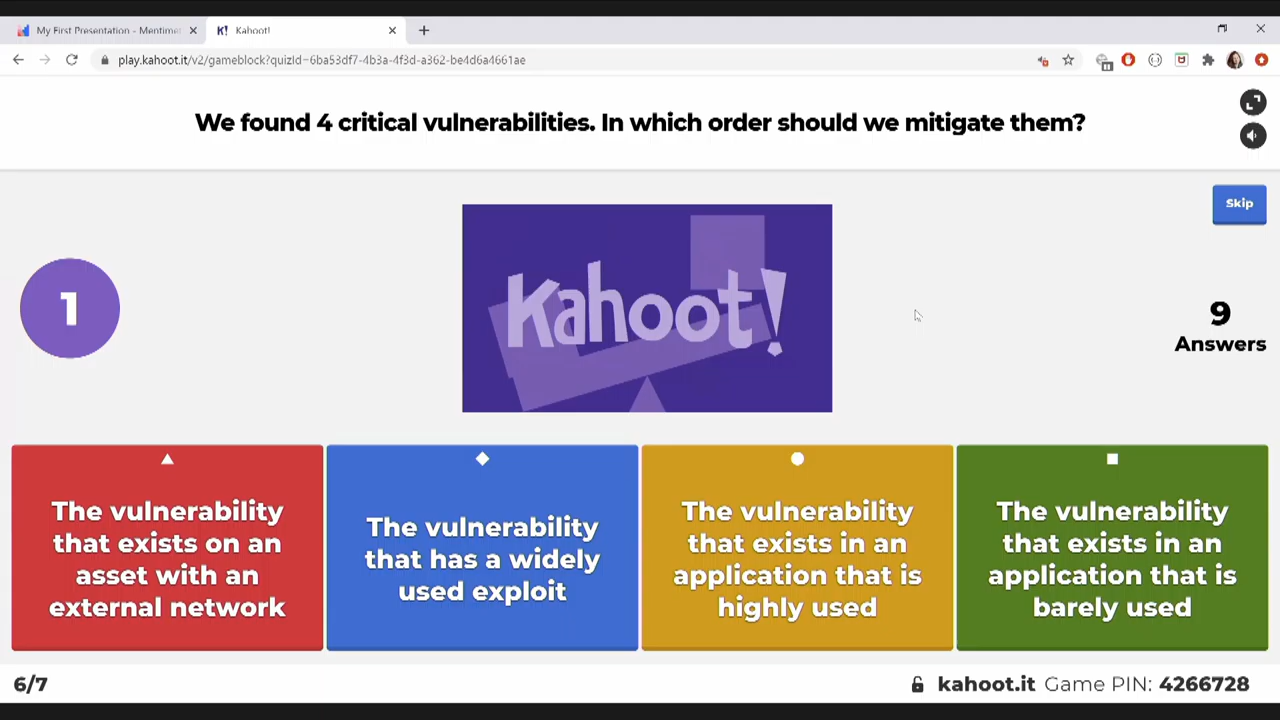 My First Presentation - Mentime
K! Kahoot!
play.kahoot.it/v2/gameblock?quizId=6ba53df7-4b3a-4f3d-a362-be4d6a4661ae
We found 4 critical vulnerabilities. In which order should we mitigate them?
Skip
1
Kahoot!
9
Answers
The vulnerability
that exists on an
asset with an
external network
The vulnerability
that has a widely
used exploit
The vulnerability
that exists in an
application that is
highly used
The vulnerability
that exists in an
application that is
barely used
6/7
kahoot.it Game PIN: 4266728